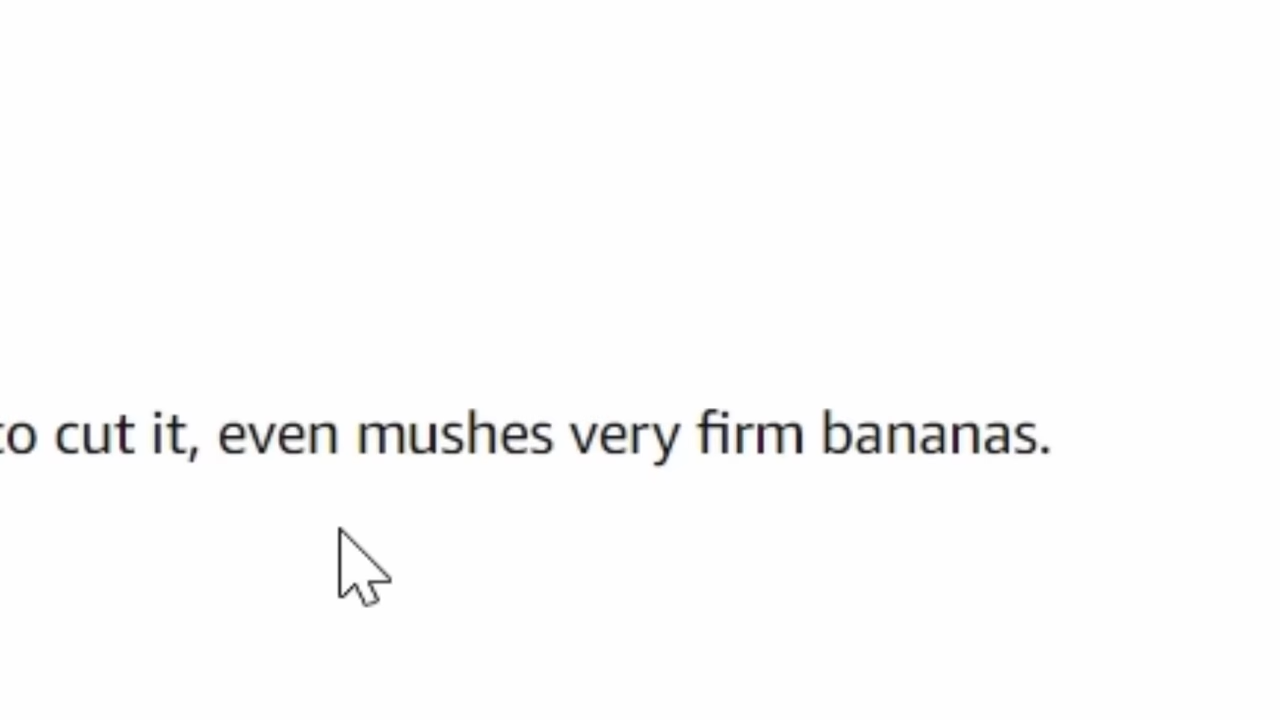 to cut it, even mushes very firm bananas.